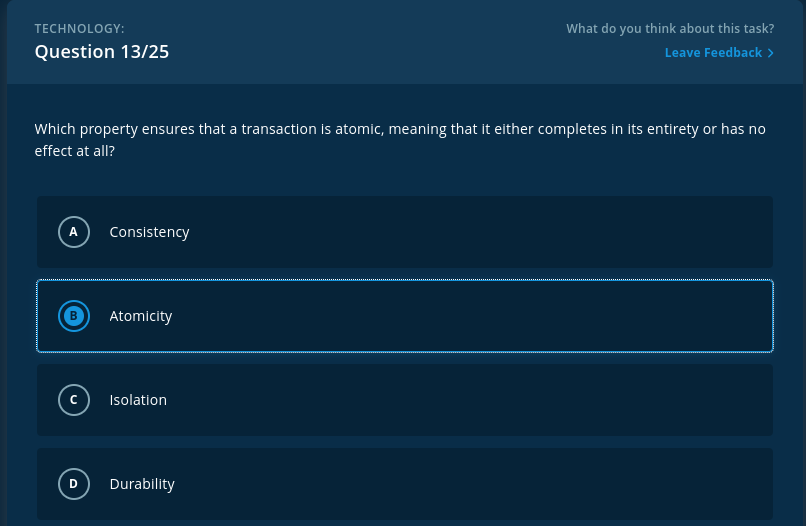 TECHNOLOGY:
What do you think about this task?
Question 13/25
Leave Feedback >
Which property ensures that a transaction is atomic, meaning that it either completes in its entirety or has no
effect at all?
A Consistency
B Atomicity
C Isolation
D Durability